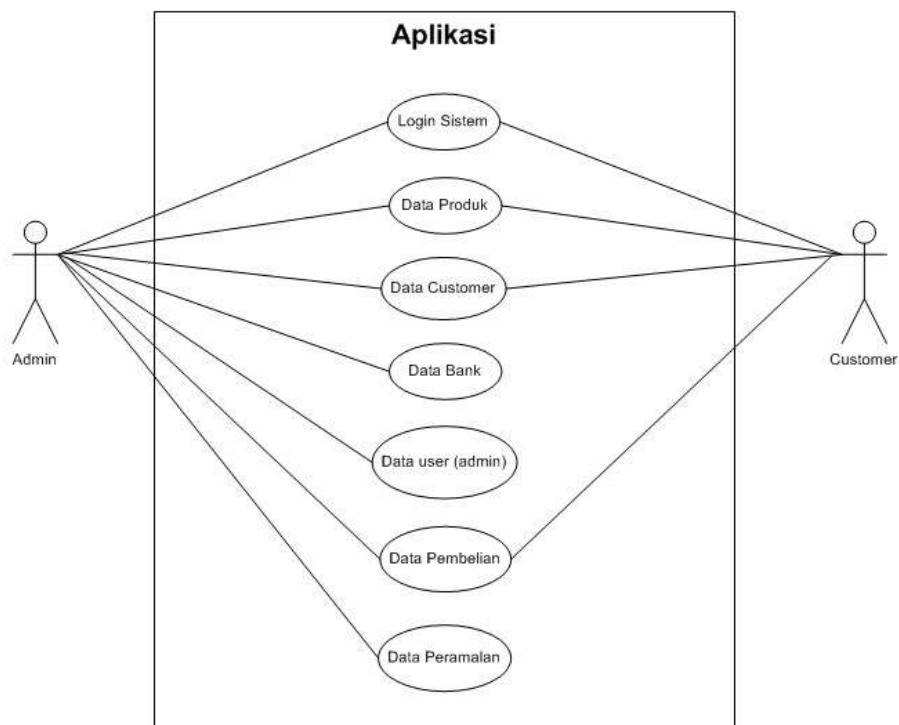 Aplikasi
Login Sistem
Data Produk
Data Customer
Admin
Customer
Data Bank
Data user (admin)
Data Pembelian
Data Peramalan